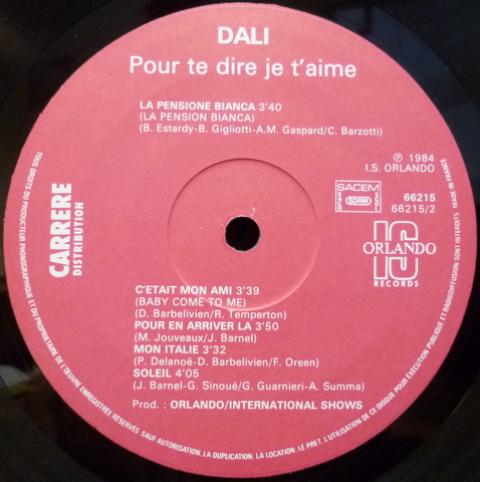 DALI
Pour te dire je t'aime
LA PENSIONE BIANCA 3'40
(LA PENSION BIANCA)
(B. Estardy-B. Gigliotti-A.M. Gaspard/C. Barzotti)
℗ 1984
I.S. ORLANDO
SACEM
SDRM
66215
66215/2
IS
ORLANDO
RECORDS
CARRERE
DISTRIBUTION
C'ETAIT MON AMI 3'39
(BABY COME TO ME)
(D. Barbelivien/R. Temperton)
POUR EN ARRIVER LA 3'50
(M. Jouveaux/J. Barnel)
MON ITALIE 3'32
(P. Delanoë-D. Barbelivien/F. Oreen)
SOLEIL 4'05
(J. Barnel-G. Sinoué/G. Guarnieri-A. Summa)
Prod. : ORLANDO/INTERNATIONAL SHOWS
TOUS DROITS DU PRODUCTEUR PHONOGRAPHIQUE ET DU PROPRIETAIRE DE L'ŒUVRE ENREGISTREE RESERVES. SAUF AUTORISATION, LA DUPLICATION, LA LOCATION, LE PRET, L'UTILISATION DE CE DISQUE POUR EXECUTION PUBLIQUE ET RADIODIFFUSION SONT INTERDITS. MADE IN FRANCE